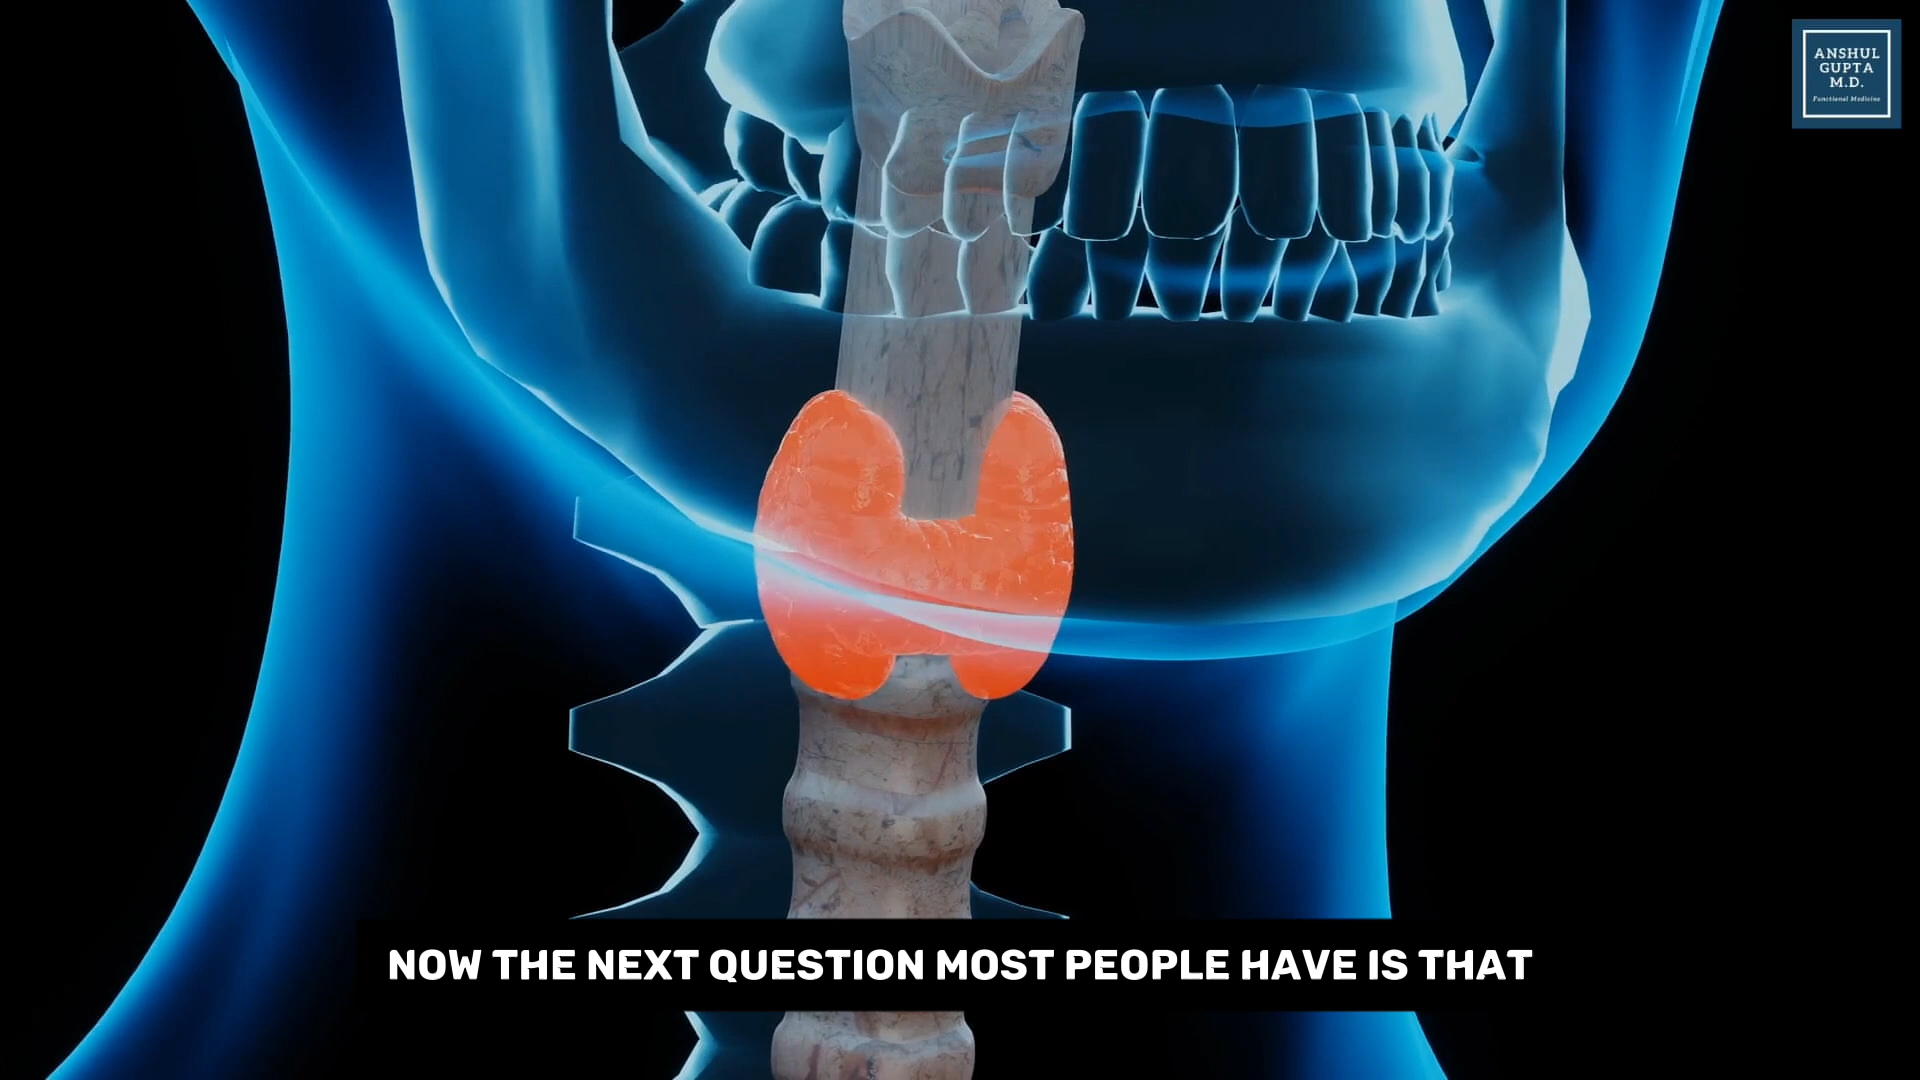 ANSHUL
GUPTA
M.D.
Functional Medicine
NOW THE NEXT QUESTION MOST PEOPLE HAVE IS THAT